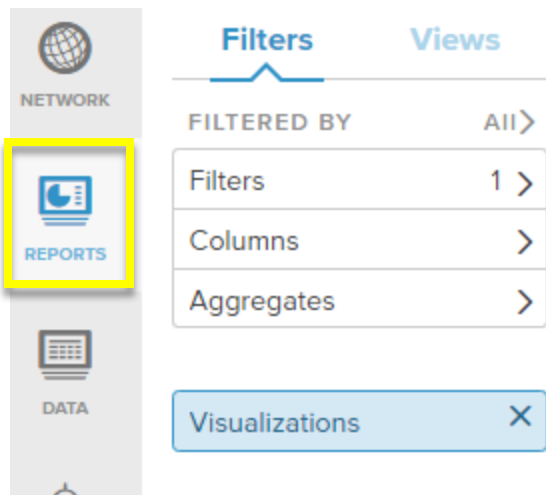 NETWORK
REPORTS
DATA
Filters Views
FILTERED BY All
Filters 1
Columns
Aggregates
Visualizations